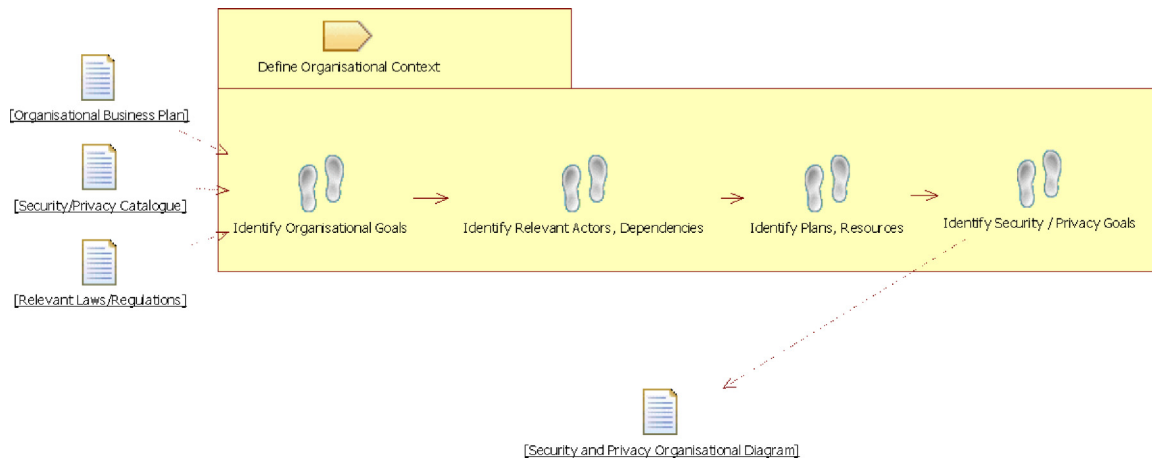 Define Organisational Context
[Organisational Business Plan]
[Security/Privacy Catalogue]
[Relevant Laws/Regulations]
Identify Organisational Goals
Identify Relevant Actors, Dependencies
Identify Plans, Resources
Identify Security / Privacy Goals
[Security and Privacy Organisational Diagram]